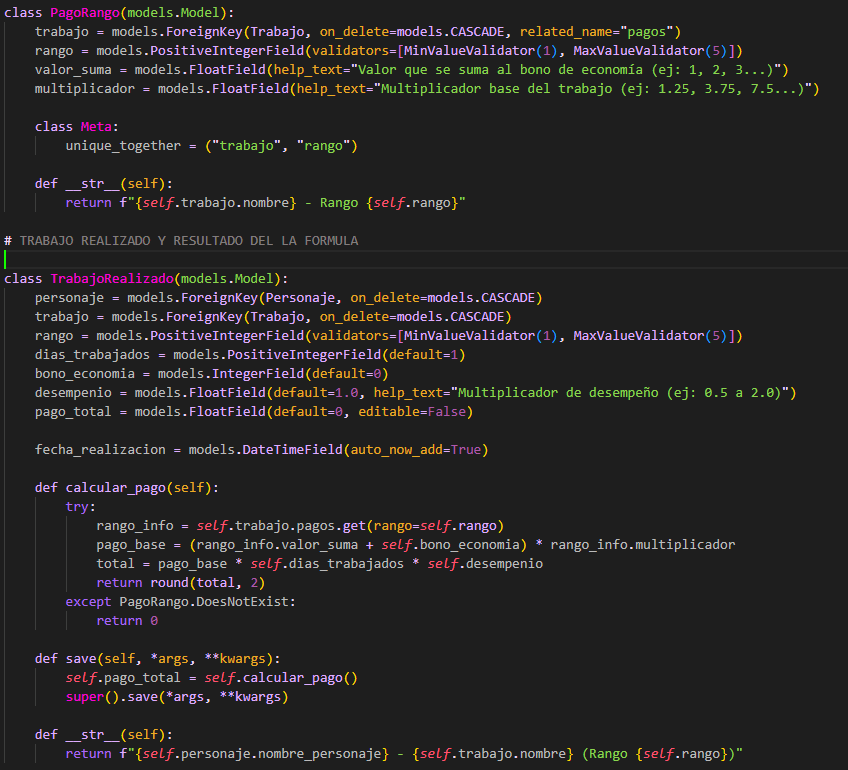 class PagoRango(models.Model):
    trabajo = models.ForeignKey(Trabajo, on_delete=models.CASCADE, related_name="pagos")
    rango = models.PositiveIntegerField(validators=[MinValueValidator(1), MaxValueValidator(5)])
    valor_suma = models.FloatField(help_text="Valor que se suma al bono de economía (ej: 1, 2, 3...)")
    multiplicador = models.FloatField(help_text="Multiplicador base del trabajo (ej: 1.25, 3.75, 7.5...)")

    class Meta:
        unique_together = ("trabajo", "rango")

    def __str__(self):
        return f"{self.trabajo.nombre} - Rango {self.rango}"

# TRABAJO REALIZADO Y RESULTADO DEL LA FORMULA

class TrabajoRealizado(models.Model):
    personaje = models.ForeignKey(Personaje, on_delete=models.CASCADE)
    trabajo = models.ForeignKey(Trabajo, on_delete=models.CASCADE)
    rango = models.PositiveIntegerField(validators=[MinValueValidator(1), MaxValueValidator(5)])
    dias_trabajados = models.PositiveIntegerField(default=1)
    bono_economia = models.IntegerField(default=0)
    desempenio = models.FloatField(default=1.0, help_text="Multiplicador de desempeño (ej: 0.5 a 2.0)")
    pago_total = models.FloatField(default=0, editable=False)

    fecha_realizacion = models.DateTimeField(auto_now_add=True)

    def calcular_pago(self):
        try:
            rango_info = self.trabajo.pagos.get(rango=self.rango)
            pago_base = (rango_info.valor_suma + self.bono_economia) * rango_info.multiplicador
            total = pago_base * self.dias_trabajados * self.desempenio
            return round(total, 2)
        except PagoRango.DoesNotExist:
            return 0

    def save(self, *args, **kwargs):
        self.pago_total = self.calcular_pago()
        super().save(*args, **kwargs)

    def __str__(self):
        return f"{self.personaje.nombre_personaje} - {self.trabajo.nombre} (Rango {self.rango})"